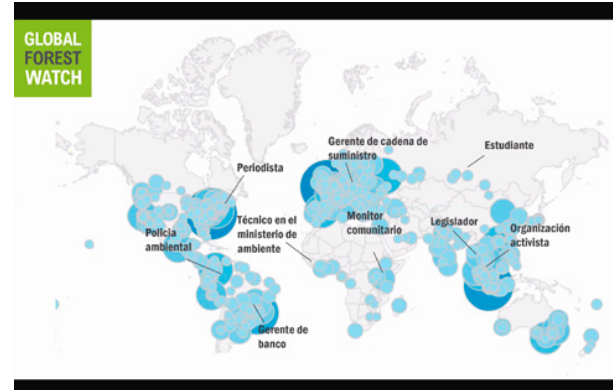 GLOBAL
FOREST
WATCH
Gerente de cadena de
suministro
Estudiante
Periodista
Técnico en el
ministerio de
ambiente
Monitor
comunitario
Legislador
Organización
activista
Policía
ambiental
Gerente de
banco